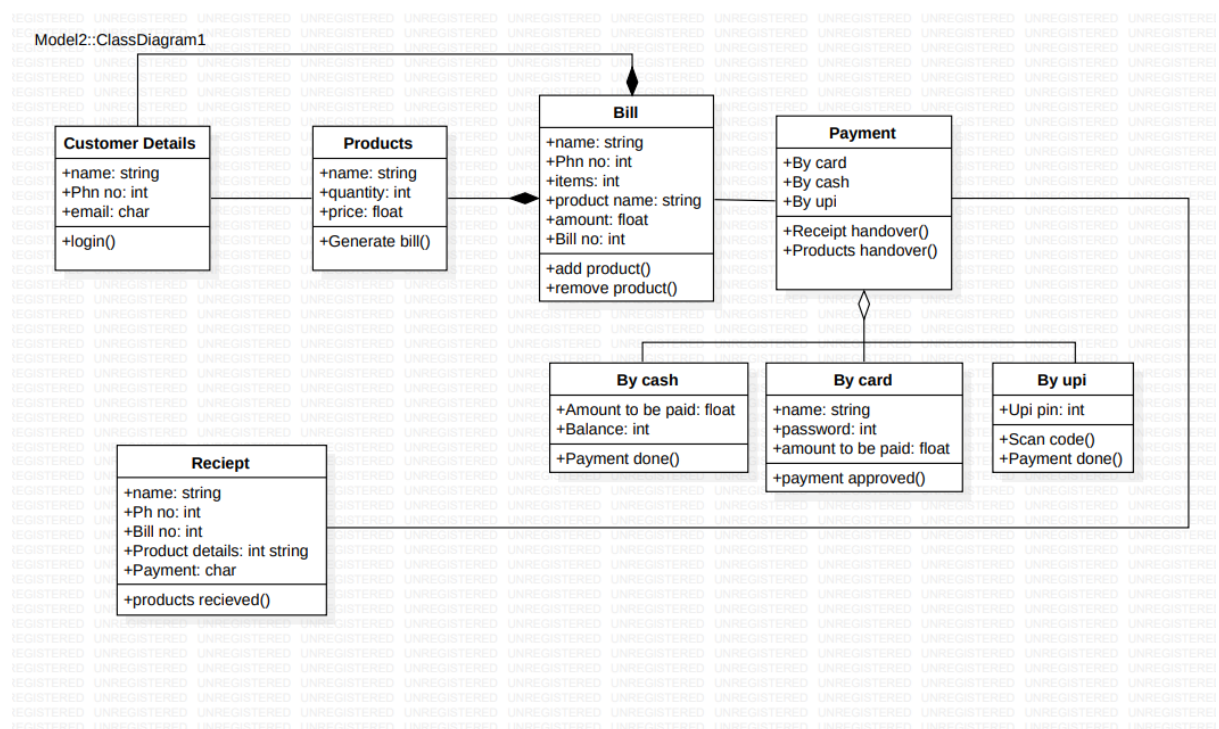 Model2::ClassDiagram1
Customer Details
+name: string
+Phn no: int
+email: char
+login()
Products
+name: string
+quantity: int
+price: float
+Generate bill()
Bill
+name: string
+Phn no: int
+items: int
+product name: string
+amount: float
+Bill no: int
+add product()
+remove product()
Payment
+By card
+By cash
+By upi
+Receipt handover()
+Products handover()
By cash
+Amount to be paid: float
+Balance: int
+Payment done()
By card
+name: string
+password: int
+amount to be paid: float
+payment approved()
By upi
+Upi pin: int
+Scan code()
+Payment done()
Reciept
+name: string
+Ph no: int
+Bill no: int
+Product details: int string
+Payment: char
+products recieved()
UNREGISTERED